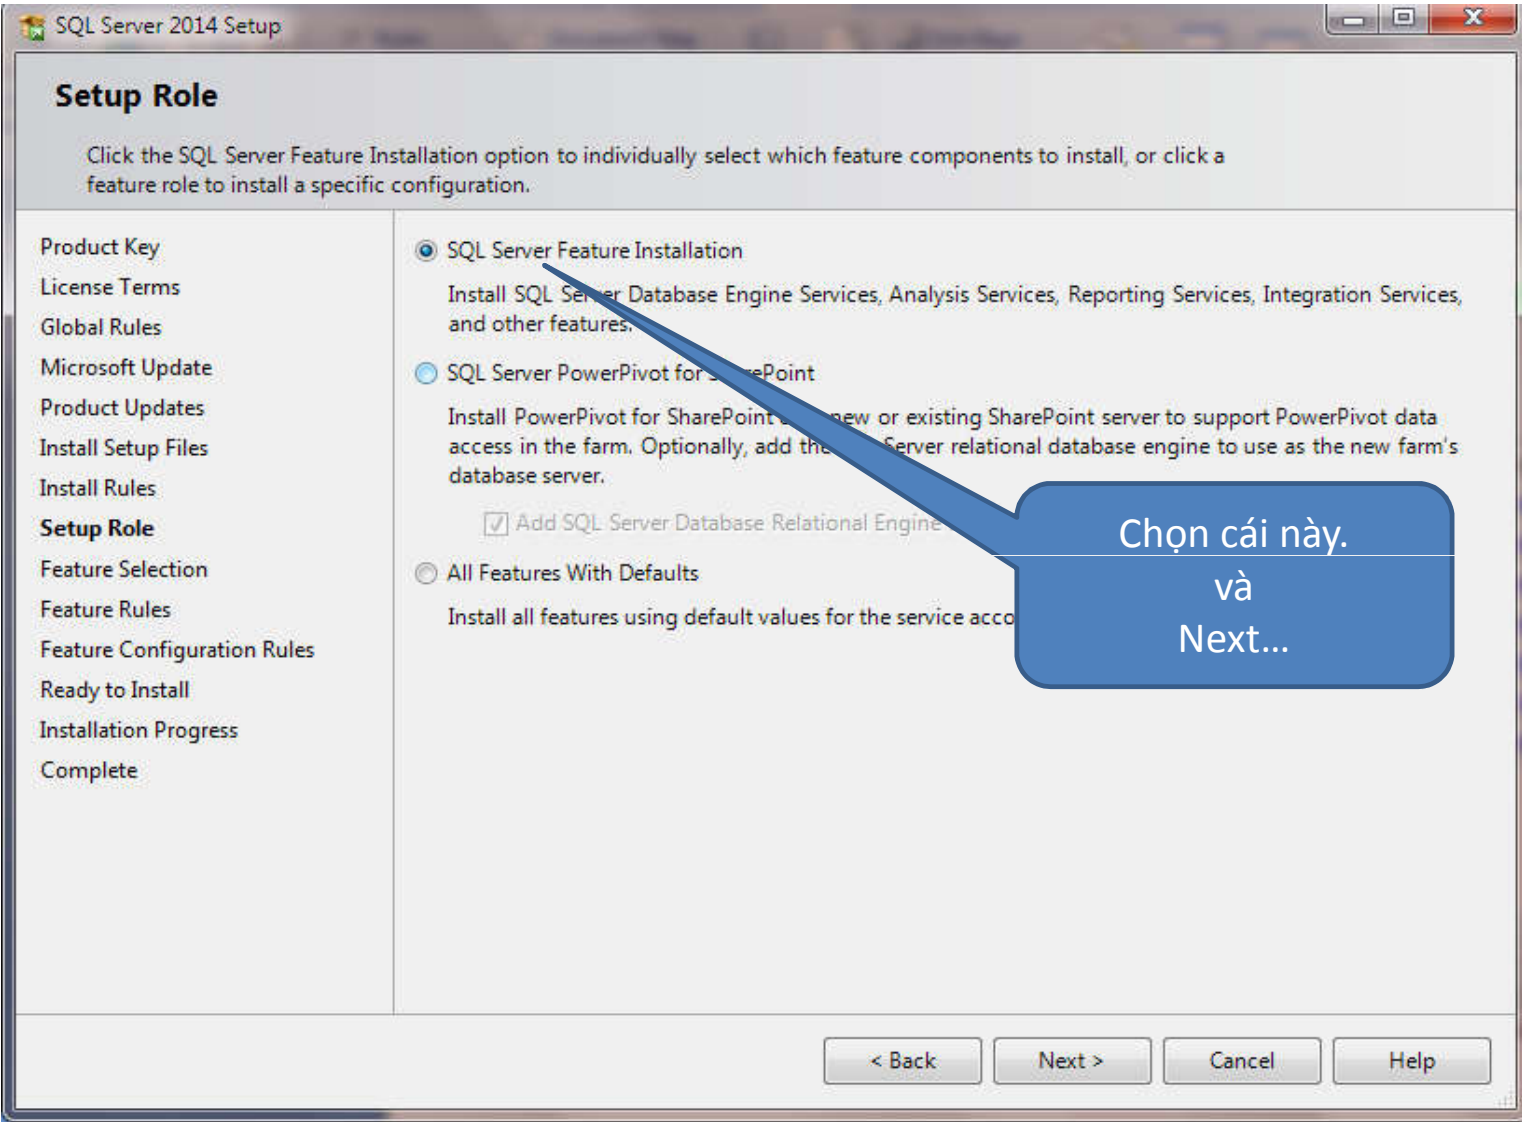 SQL Server 2014 Setup
Setup Role
Click the SQL Server Feature Installation option to individually select which feature components to install, or click a
feature role to install a specific configuration.
Product Key
License Terms
Global Rules
Microsoft Update
Product Updates
Install Setup Files
Install Rules
Setup Role
Feature Selection
Feature Rules
Feature Configuration Rules
Ready to Install
Installation Progress
Complete
SQL Server Feature Installation
Install SQL Server Database Engine Services, Analysis Services, Reporting Services, Integration Services,
and other features.
SQL Server PowerPivot for SharePoint
Install PowerPivot for SharePoint new or existing SharePoint server to support PowerPivot data
access in the farm. Optionally, add the Server relational database engine to use as the new farm's
database server.
Add SQL Server Database Relational Engine
All Features With Defaults
Install all features using default values for the service
Chọn cái này.
và
Next...
< Back
Next >
Cancel
Help